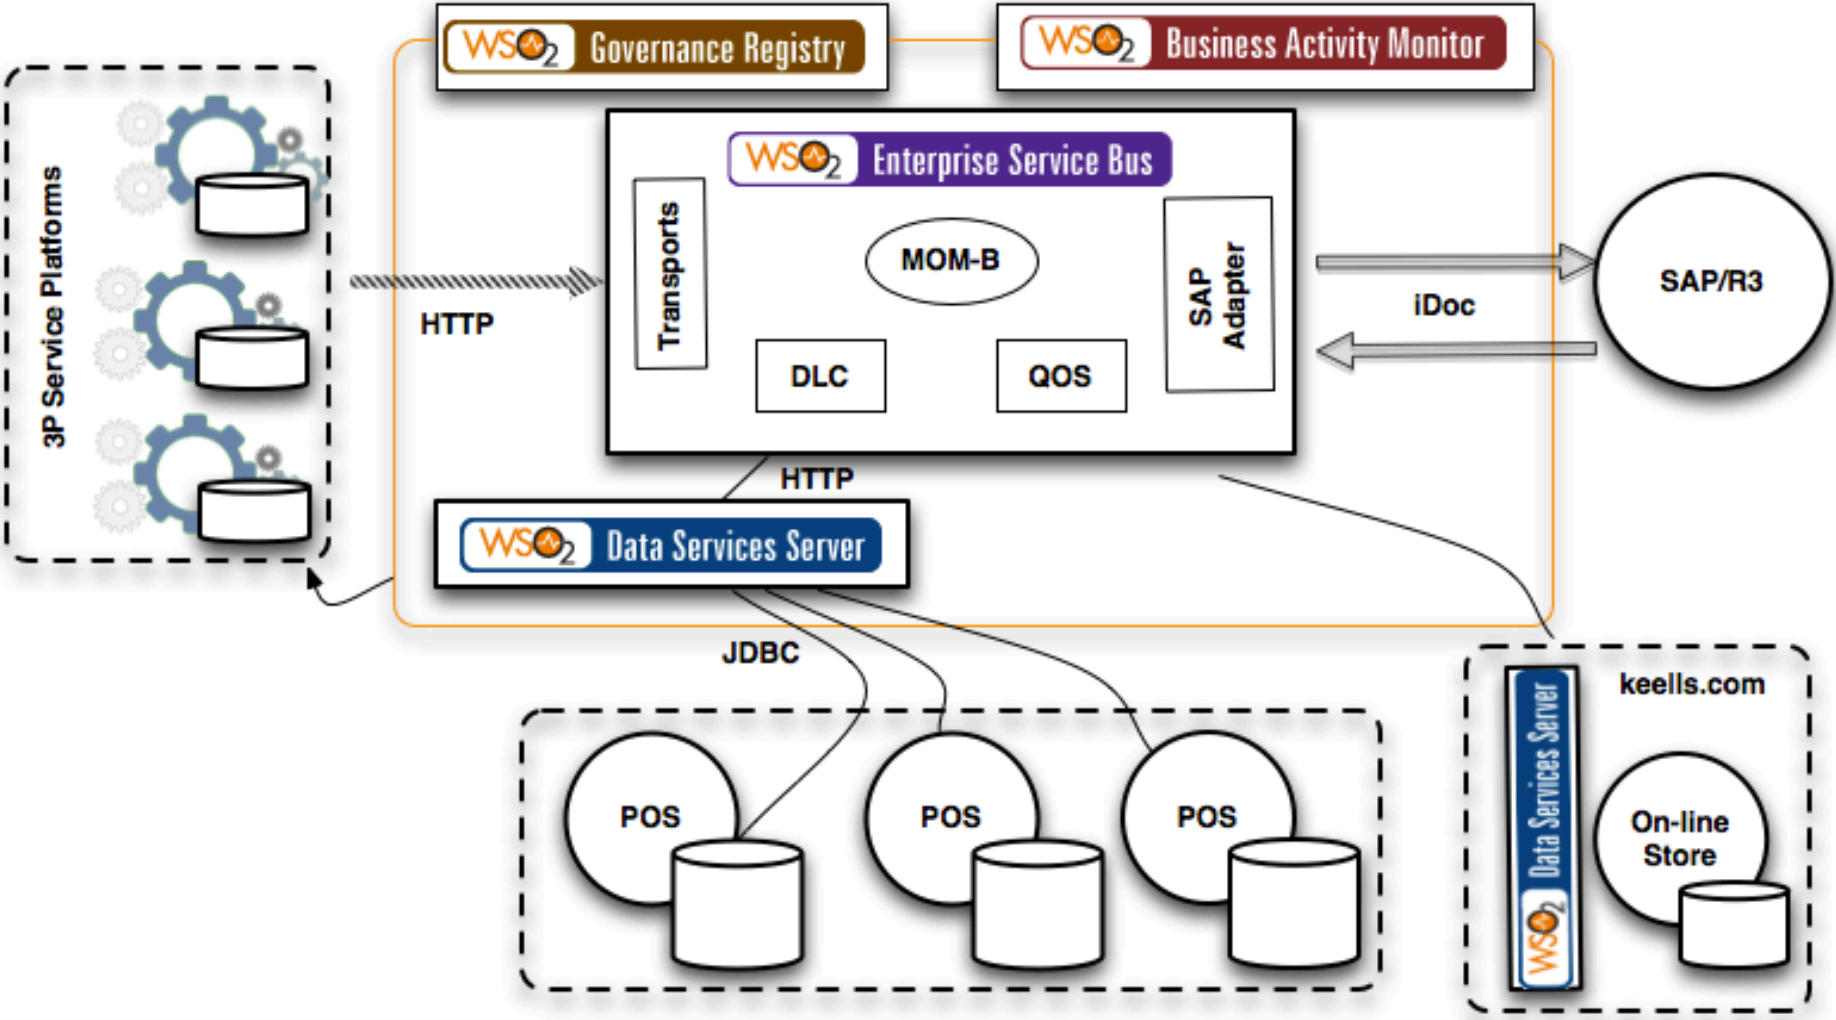 WSO2 Governance Registry
WSO2 Business Activity Monitor
WSO2 Enterprise Service Bus
3P Service Platforms
HTTP
Transports
MOM-B
DLC
QOS
SAP
Adapter
iDoc
SAP/R3
HTTP
WSO2 Data Services Server
JDBC
POS
POS
POS
keells.com
WSO2 Data Services Server
On-line
Store